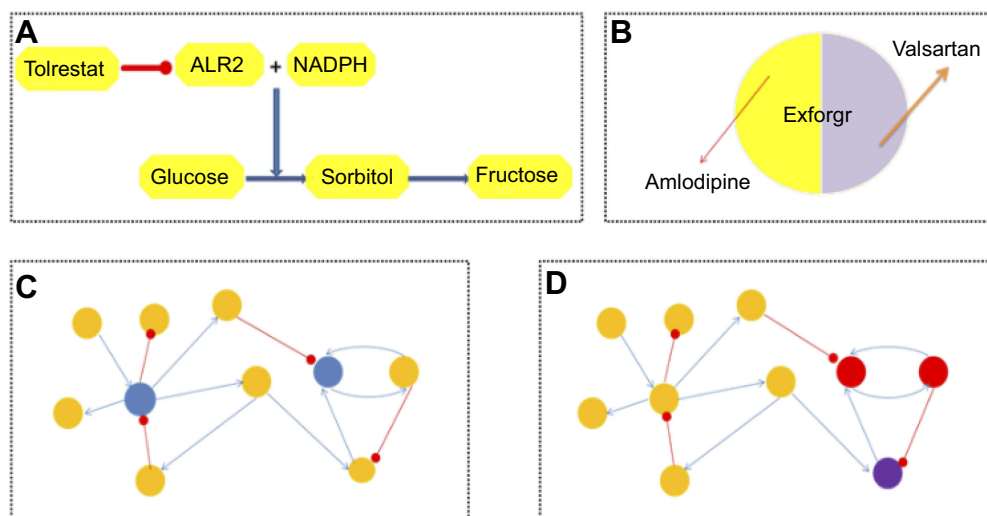 A
Tolrestat
ALR2 + NADPH
Glucose
Sorbitol
Fructose
B
Valsartan
Exforgr
Amlodipine
C
D